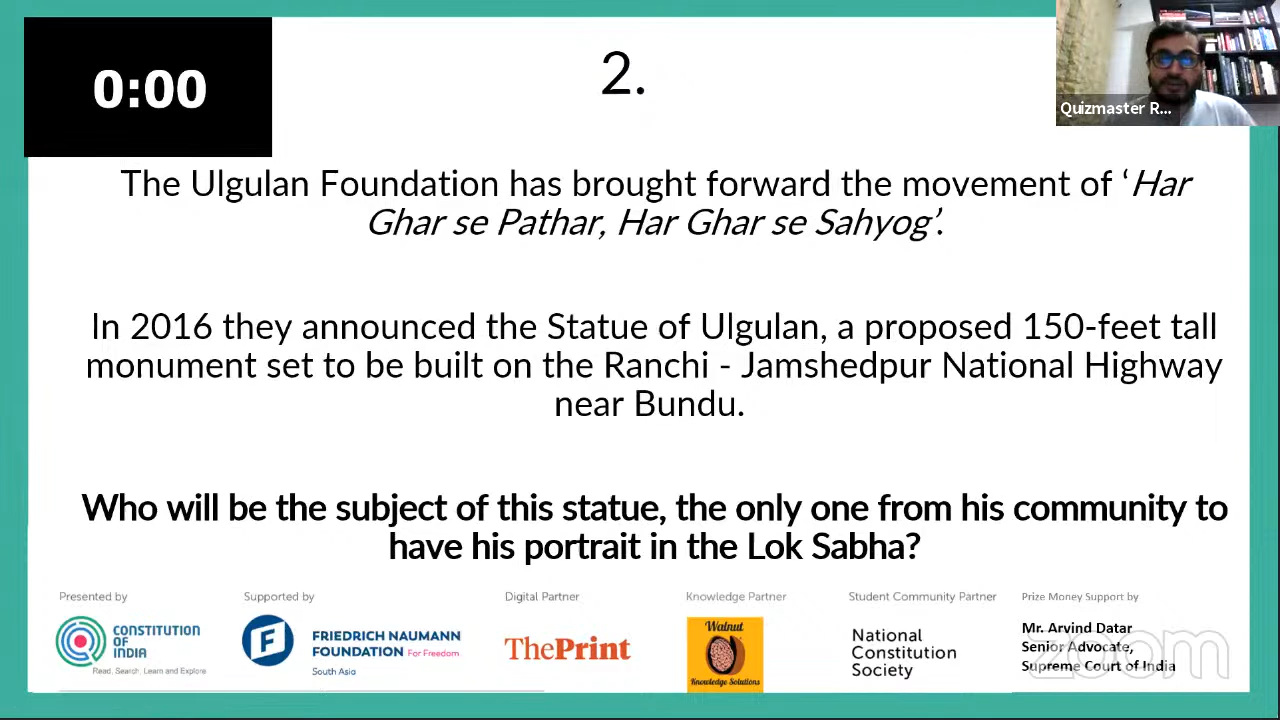 0:00
2.
Quizmaster R...
The Ulgulan Foundation has brought forward the movement of ‘Har
Ghar se Pathar, Har Ghar se Sahyog’.
In 2016 they announced the Statue of Ulgulan, a proposed 150-feet tall
monument set to be built on the Ranchi - Jamshedpur National Highway
near Bundu.
Who will be the subject of this statue, the only one from his community to
have his portrait in the Lok Sabha?
Presented by
CONSTITUTION
OF
INDIA
Read, Search, Learn and Explore
Supported by
F
FRIEDRICH NAUMANN
FOUNDATION For Freedom
South Asia
Digital Partner
ThePrint
Knowledge Partner
Walnut
Knowledge Solutions
Student Community Partner
National
Constitution
Society
Prize Money Support by
Mr. Arvind Datar
Senior Advocate,
Supreme Court of India
zoom